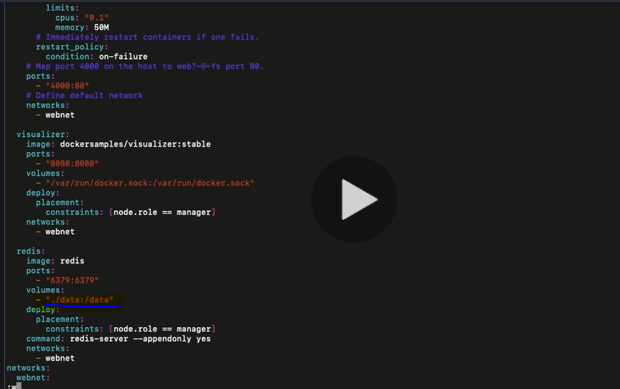 limits:
cpus: "0.1"
memory: 50M
# Immediately restart containers if one fails.
restart_policy:
condition: on-failure
# Map port 4000 on the host to web?~@~Ys port 80.
ports:
- "4000:80"
# Define default network
networks:
- webnet
visualizer:
image: dockersamples/visualizer:stable
ports:
- "8080:8080"
volumes:
- "/var/run/docker.sock:/var/run/docker.sock"
deploy:
placement:
constraints: [node.role == manager]
networks:
- webnet
redis:
image: redis
ports:
- "6379:6379"
volumes:
- "./data:/data"
deploy:
placement:
constraints: [node.role == manager]
command: redis-server --appendonly yes
networks:
- webnet
networks:
webnet:
:w